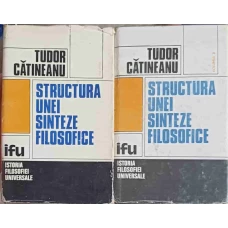 TUDOR
CĂTINEANU
STRUCTURA
UNEI
SINTEZE
FILOSOFICE
ifu
ISTORIA
FILOSOFIEI
UNIVERSALE
TUDOR
CĂTINEANU
STRUCTURA
UNEI
SINTEZE
FILOSOFICE
ifu
ISTORIA
FILOSOFIEI
UNIVERSALE